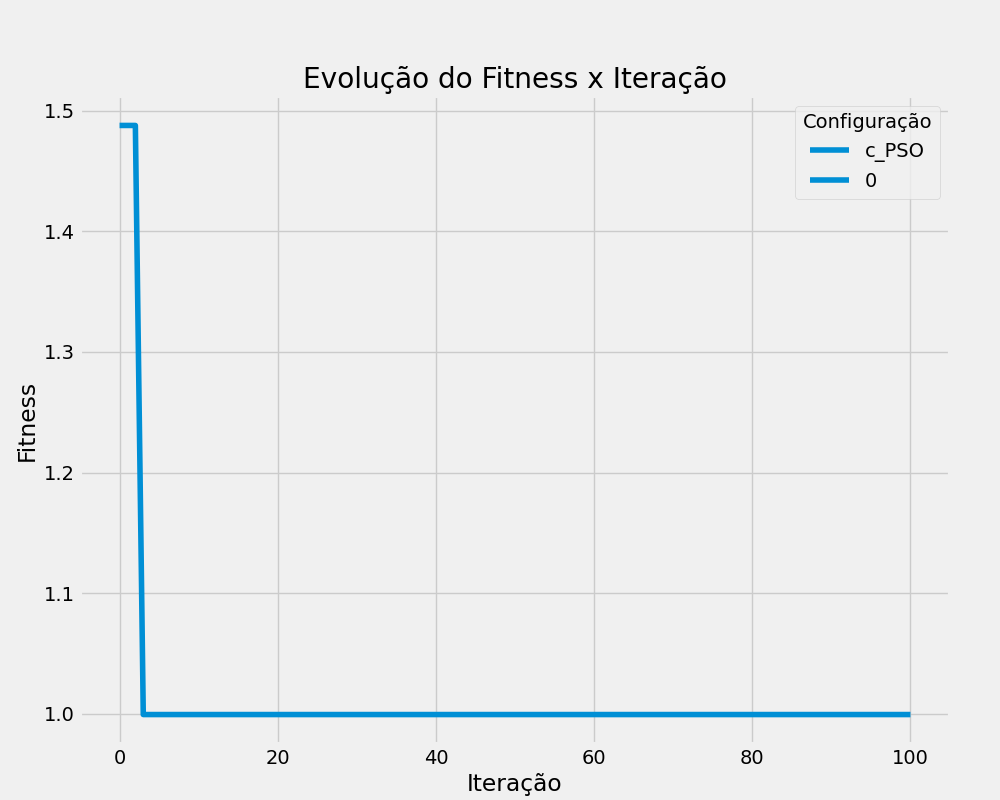 Evolução do Fitness x Iteração
Configuração
c_PSO
0
Fitness
1.5
1.4
1.3
1.2
1.1
1.0
0 20 40 60 80 100
Iteração